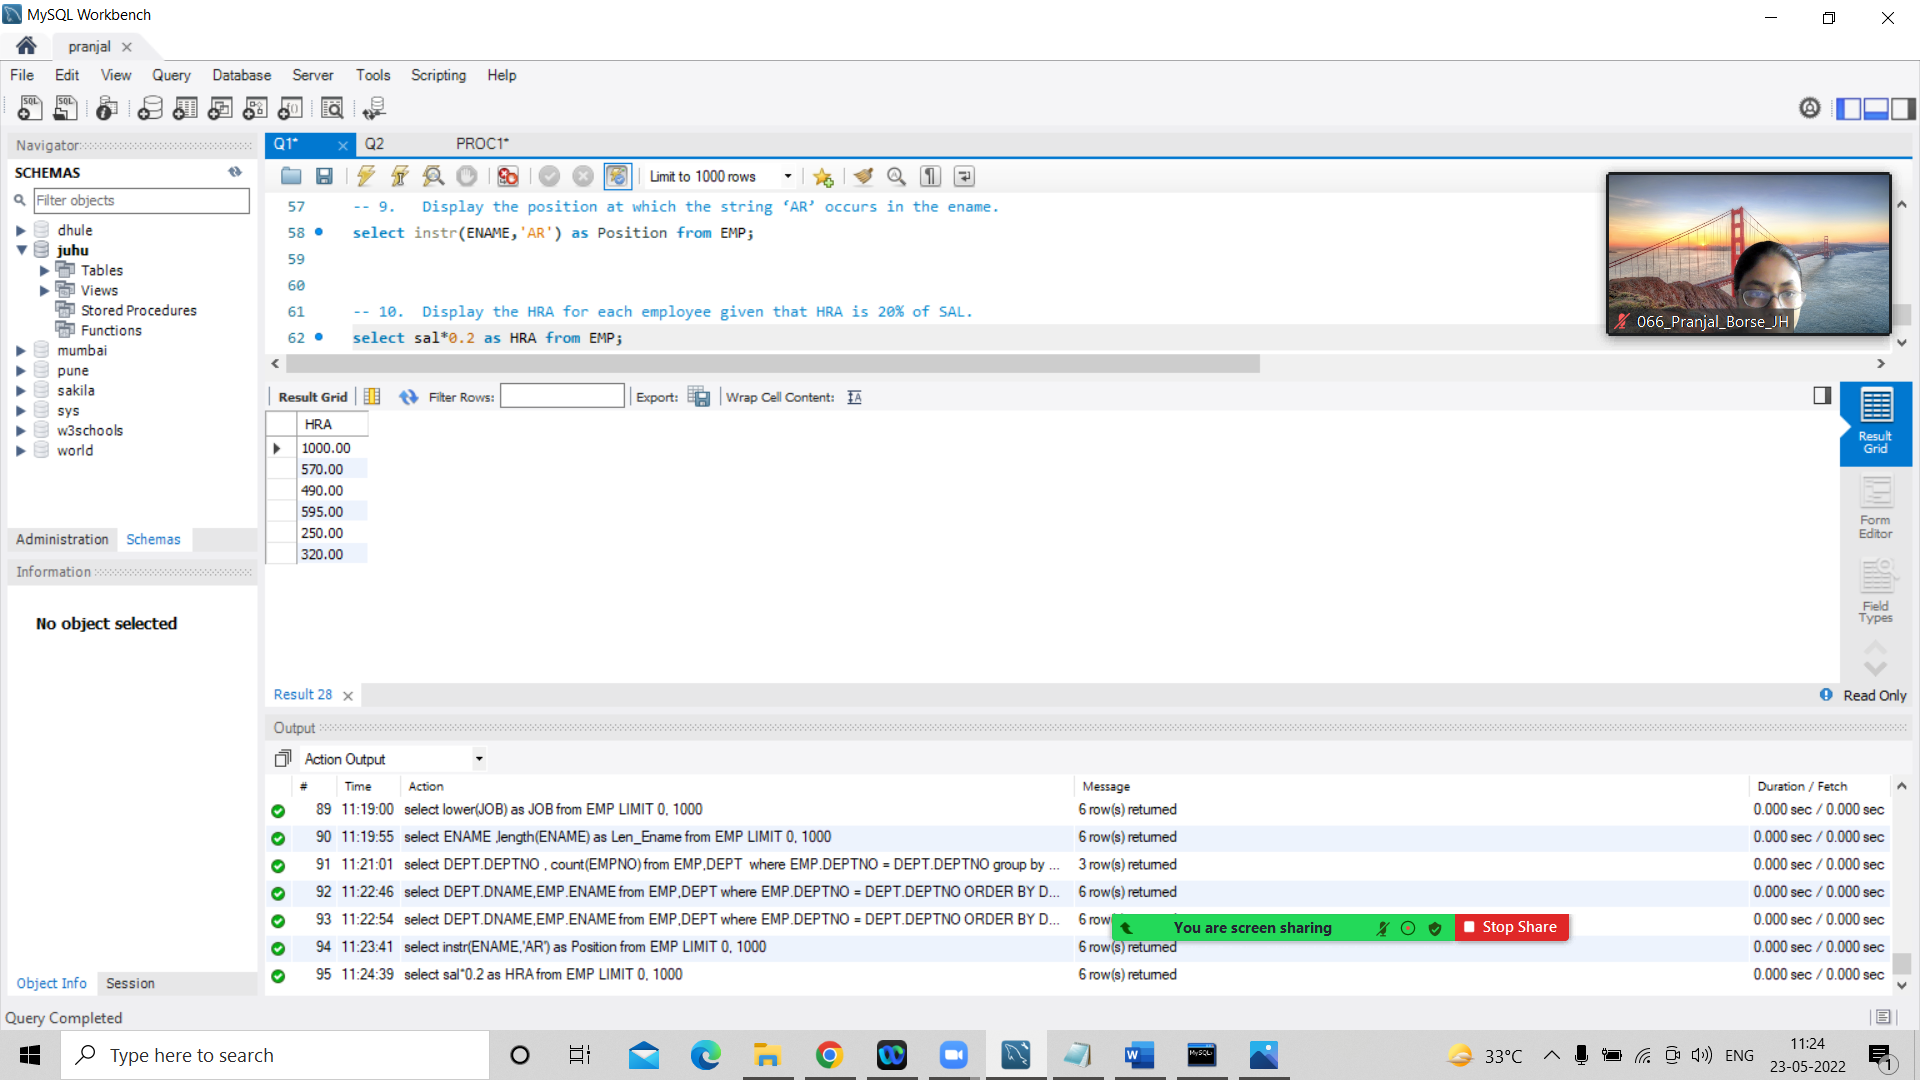 MySQL Workbench
pranjal
File Edit View Query Database Server Tools Scripting Help
Navigator
SCHEMAS
Filter objects
dhule
juhu
Tables
Views
Stored Procedures
Functions
mumbai
pune
sakila
sys
w3schools
world
Administration Schemas
Information
No object selected
Object Info Session
Query Completed
Q1* Q2 PROC1*
Limit to 1000 rows
57 -- 9. Display the position at which the string ‘AR’ occurs in the ename.
58 select instr(ENAME,'AR') as Position from EMP;
59
60
61 -- 10. Display the HRA for each employee given that HRA is 20% of SAL.
62 select sal*0.2 as HRA from EMP;
066_Pranjal_Borse_JH
Result Grid Filter Rows: Export: Wrap Cell Content:
HRA
1000.00
570.00
490.00
595.00
250.00
320.00
Result Grid
Form Editor
Field Types
Result 28
Read Only
Output
Action Output
# Time Action Message Duration / Fetch
89 11:19:00 select lower(JOB) as JOB from EMP LIMIT 0, 1000 6 row(s) returned 0.000 sec / 0.000 sec
90 11:19:55 select ENAME ,length(ENAME) as Len_Ename from EMP LIMIT 0, 1000 6 row(s) returned 0.000 sec / 0.000 sec
91 11:21:01 select DEPT.DEPTNO , count(EMPNO) from EMP,DEPT where EMP.DEPTNO = DEPT.DEPTNO group by ... 3 row(s) returned 0.000 sec / 0.000 sec
92 11:22:46 select DEPT.DNAME,EMP.ENAME from EMP,DEPT where EMP.DEPTNO = DEPT.DEPTNO ORDER BY D... 6 row(s) returned 0.000 sec / 0.000 sec
93 11:22:54 select DEPT.DNAME,EMP.ENAME from EMP,DEPT where EMP.DEPTNO = DEPT.DEPTNO ORDER BY D... 6 row 0.000 sec / 0.000 sec
You are screen sharing Stop Share
94 11:23:41 select instr(ENAME,'AR') as Position from EMP LIMIT 0, 1000 6 row(s) returned 0.000 sec / 0.000 sec
95 11:24:39 select sal*0.2 as HRA from EMP LIMIT 0, 1000 6 row(s) returned 0.000 sec / 0.000 sec
Type here to search
33°C ENG
11:24
23-05-2022
1